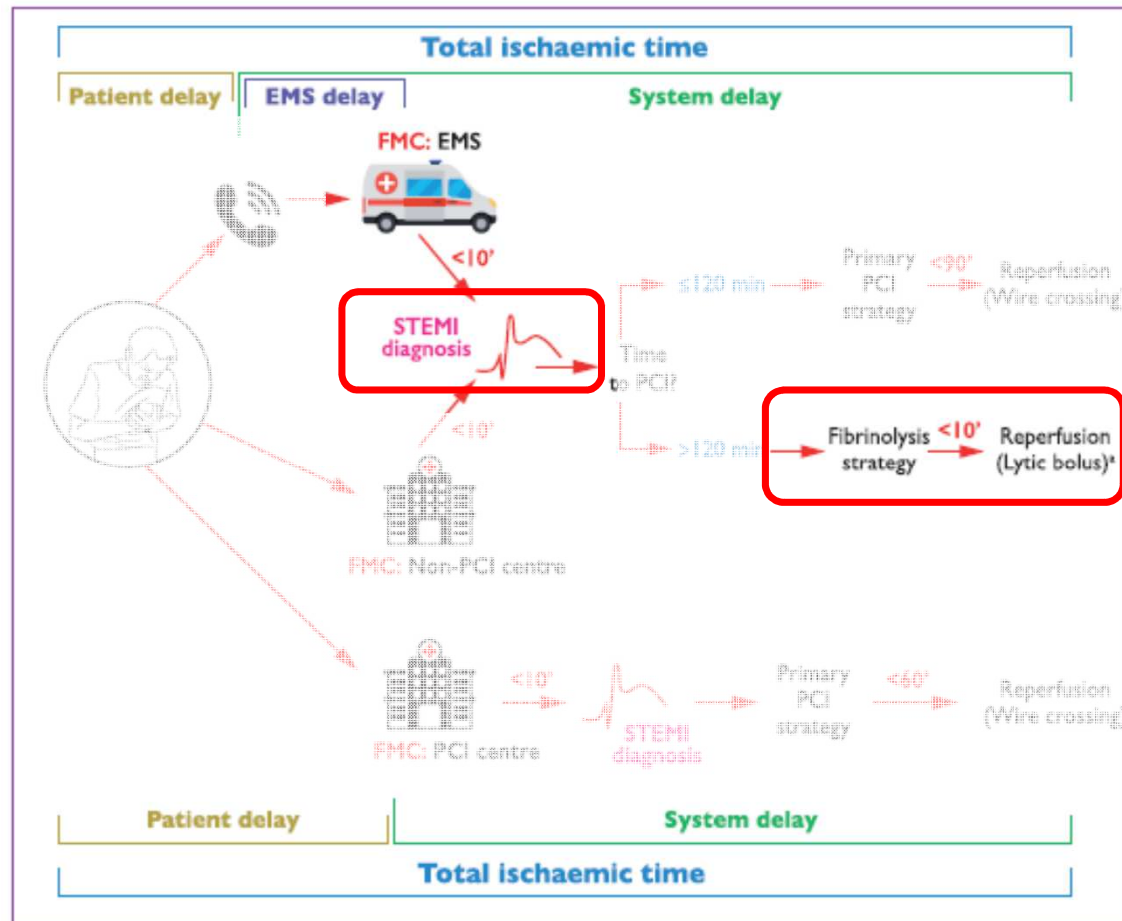 Total ischaemic time
Patient delay
EMS delay
System delay
FMC: EMS
<10'
STEMI
diagnosis
<10'
Time
to PCI?
≤120 min
Primary
PCI
strategy
<90'
Reperfusion
(Wire crossing)
>120 min
Fibrinolysis
strategy
<10'
Reperfusion
(Lytic bolus)ª
FMC: Non-PCI centre
FMC: PCI centre
<10'
STEMI
diagnosis
Primary
PCI
strategy
<60'
Reperfusion
(Wire crossing)
Patient delay
System delay
Total ischaemic time